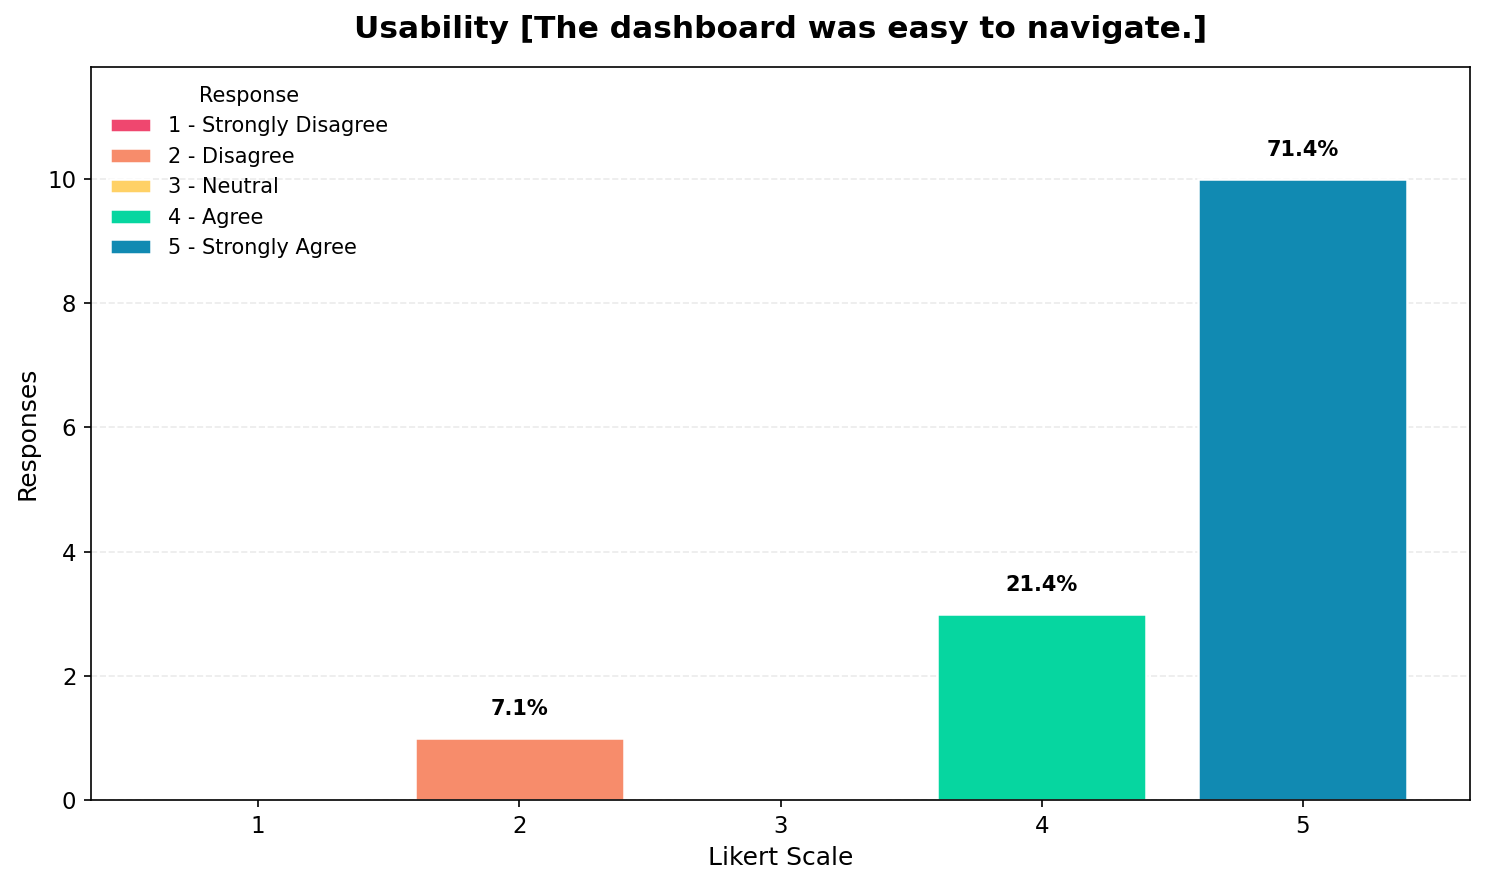 Usability [The dashboard was easy to navigate.]
Response
1 - Strongly Disagree
2 - Disagree
3 - Neutral
4 - Agree
5 - Strongly Agree
71.4%
21.4%
7.1%
10
8
6
4
2
0
Responses
1 2 3 4 5
Likert Scale